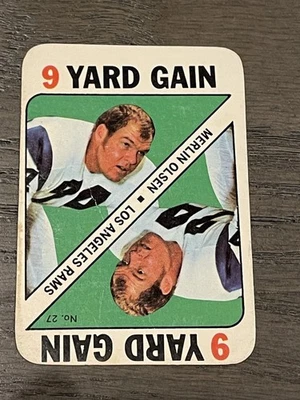 9 YARD GAIN
MERLIN OLSEN ■ LOS ANGELES RAMS
No. 27
9 YARD GAIN